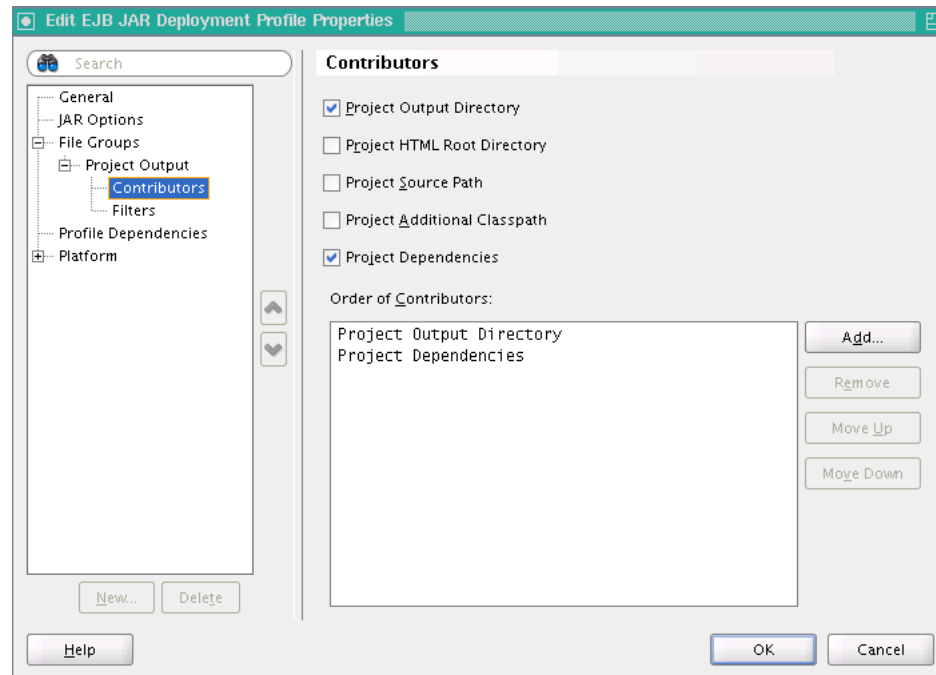 Edit EJB JAR Deployment Profile Properties
Search
General
JAR Options
File Groups
Project Output
Contributors
Filters
Profile Dependencies
Platform
New...
Delete
Contributors
Project Output Directory
Project HTML Root Directory
Project Source Path
Project Additional Classpath
Project Dependencies
Order of Contributors:
Project Output Directory
Project Dependencies
Add...
Remove
Move Up
Move Down
Help
OK
Cancel